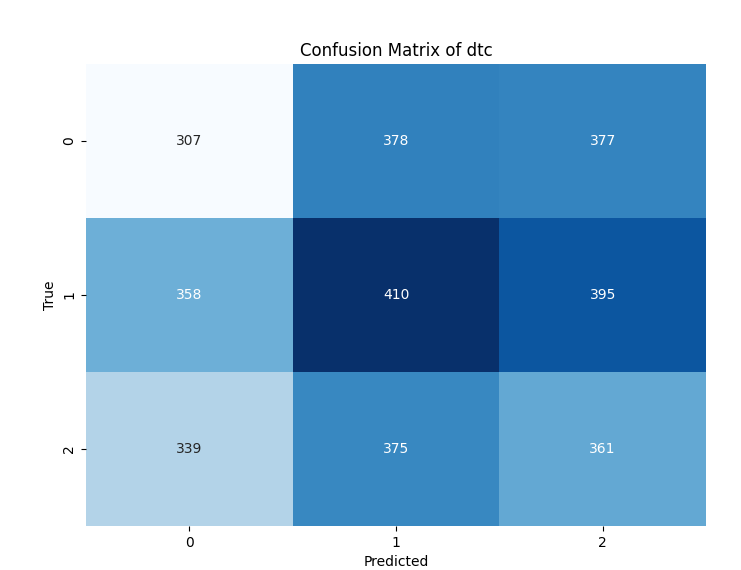 Confusion Matrix of dtc
0 307 378 377
True
1 358 410 395
2 339 375 361
0 1 2
Predicted